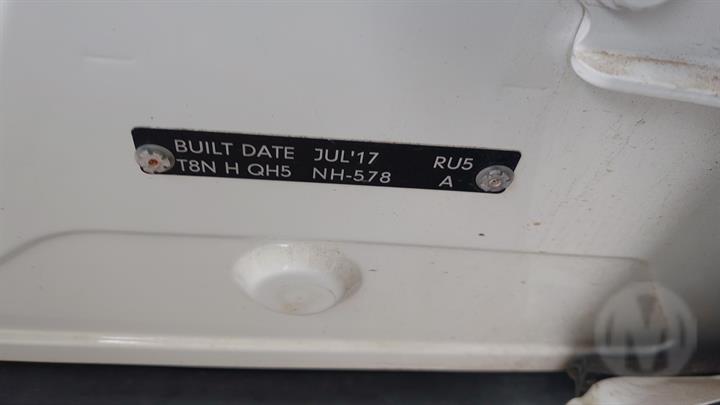 BUILT DATE JUL'17 RU5
T8N H QH5 NH-578 A
M